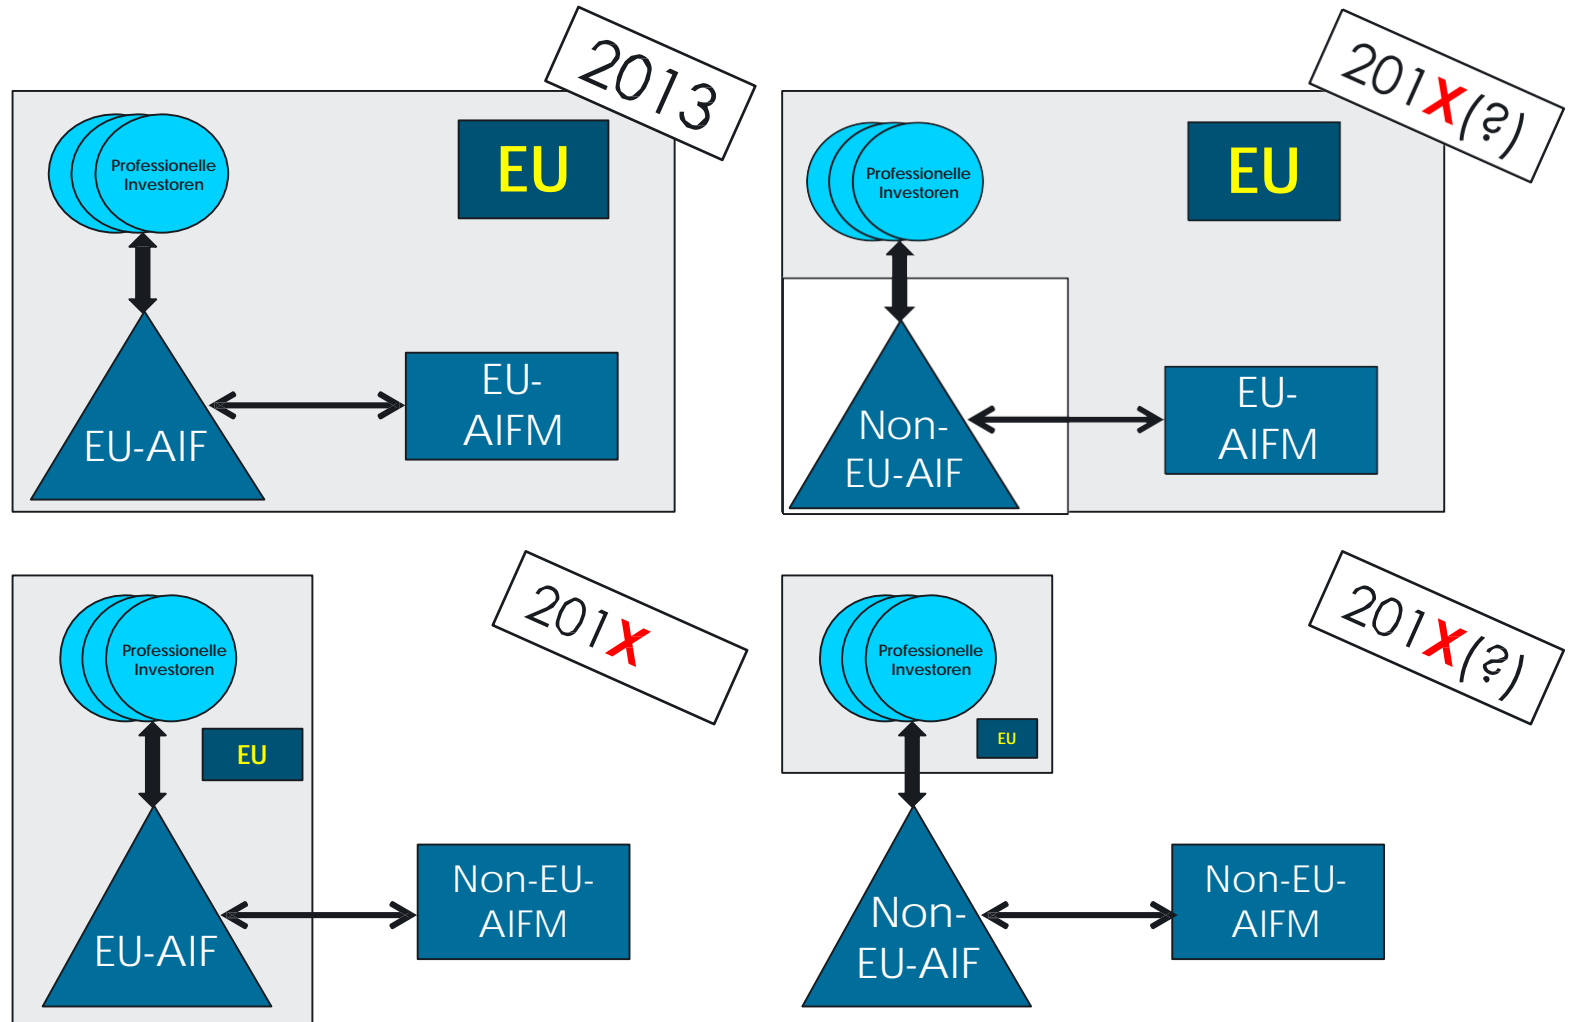 2013
Professionelle
Investoren
EU
EU-AIF
EU-
AIFM
201X(?)
Professionelle
Investoren
EU
Non-
EU-AIF
EU-
AIFM
201X
Professionelle
Investoren
EU
EU-AIF
Non-EU-
AIFM
201X(?)
Professionelle
Investoren
EU
Non-
EU-AIF
Non-EU-
AIFM